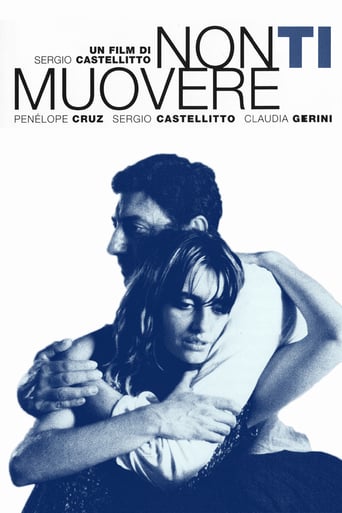 UN FILM DI
SERGIO CASTELLITTO
NON TI
MUOVERE
PENÉLOPE CRUZ SERGIO CASTELLITTO CLAUDIA GERINI